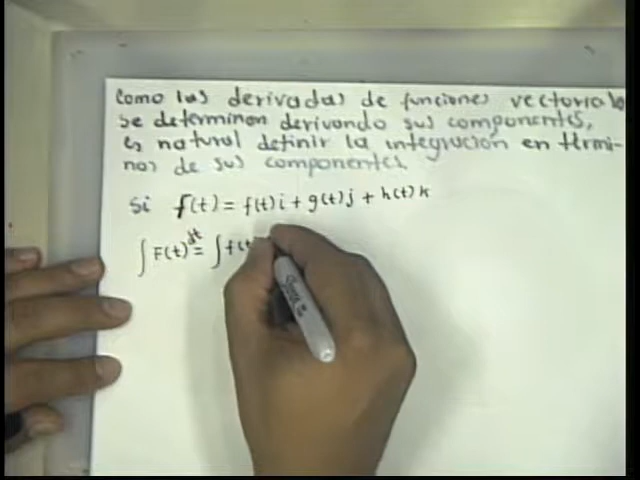 Como las derivadas de funciones vectoriale
se determinan derivando sus componentes,
es natural definir la integración en térmi-
nos de sus componentes.
Si f(t) = f(t)i + g(t)j + h(t)k
∫F(t)dt = ∫f(t